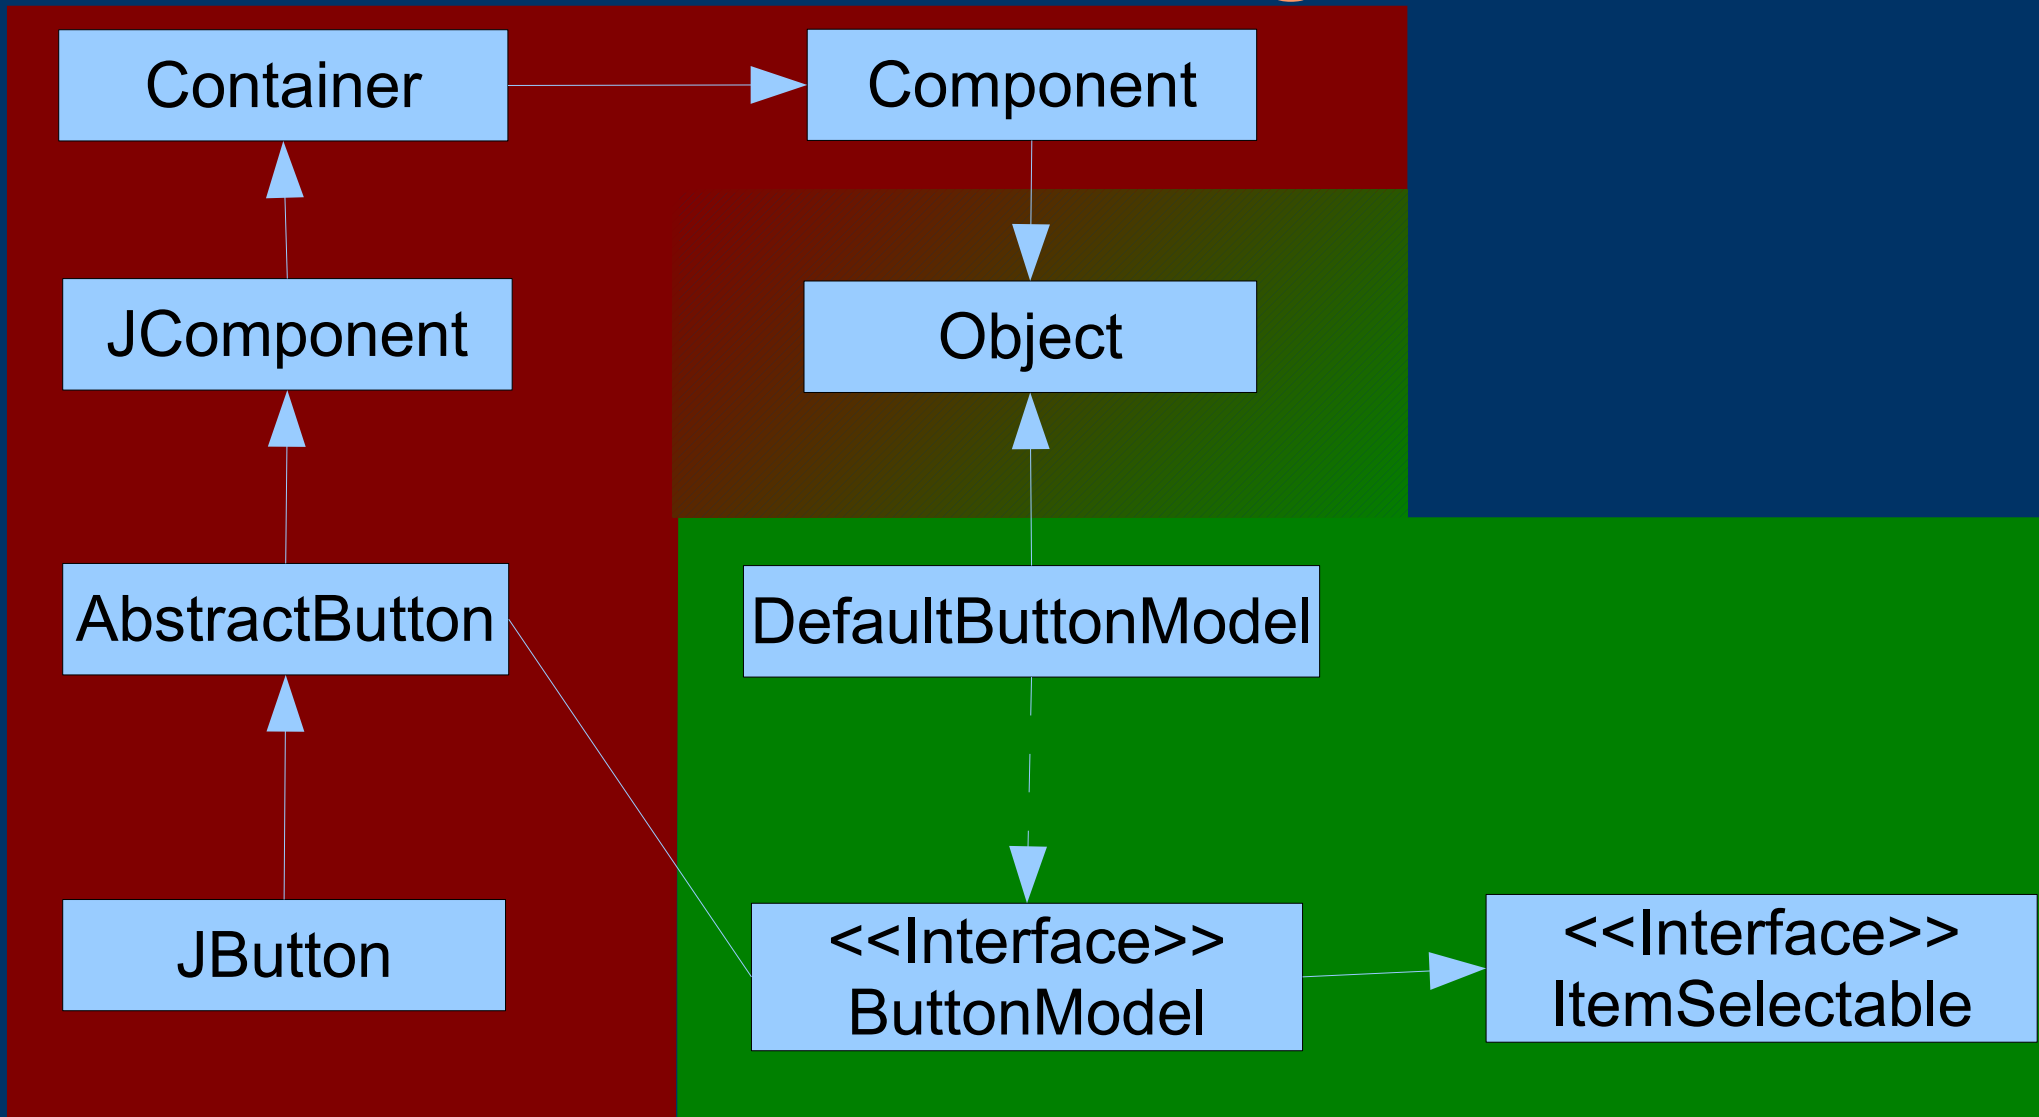 Container
Component
JComponent
Object
AbstractButton
DefaultButtonModel
JButton
<<Interface>>
ButtonModel
<<Interface>>
ItemSelectable